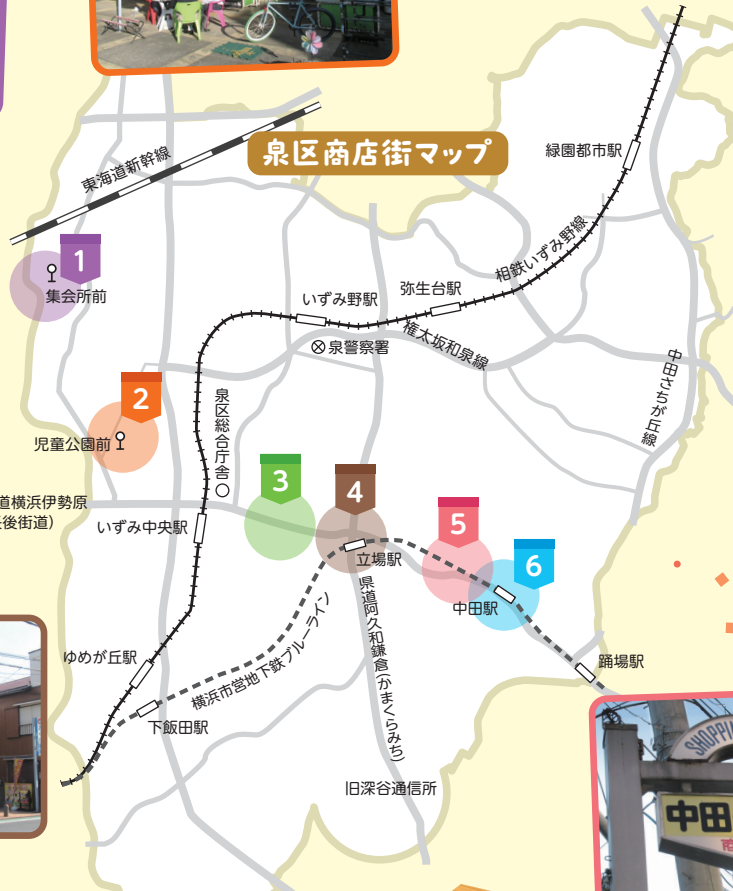 泉区商店街マップ
東海道新幹線
緑園都市駅
相鉄いずみ野線
1
集会所前
いずみ野駅
弥生台駅
泉警察署
権太坂和泉線
中田さちが丘線
2
児童公園前
泉区総合庁舎
3
4
5
6
道横浜伊勢原
後街道)
いずみ中央駅
立場駅
中田駅
県道阿久和鎌倉(かまくらみち)
横浜市営地下鉄ブルーライン
ゆめが丘駅
下飯田駅
踊場駅
旧深谷通信所
SHOPPIN
中田